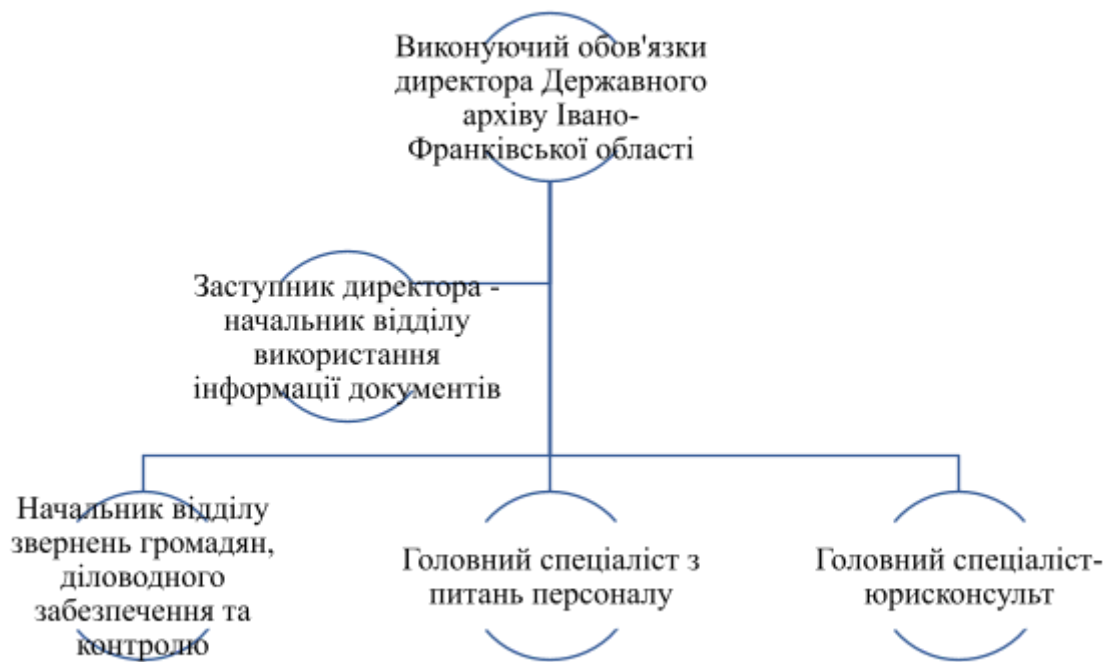 Виконуючий обов'язки
директора Державного
архіву Івано-
Франківської області
Заступник директора -
начальник відділу
використання
інформації документів
Начальник відділу
звернень громадян,
діловодного
забезпечення та
контролю
Головний спеціаліст з
питань персоналу
Головний спеціаліст-
юрисконсульт